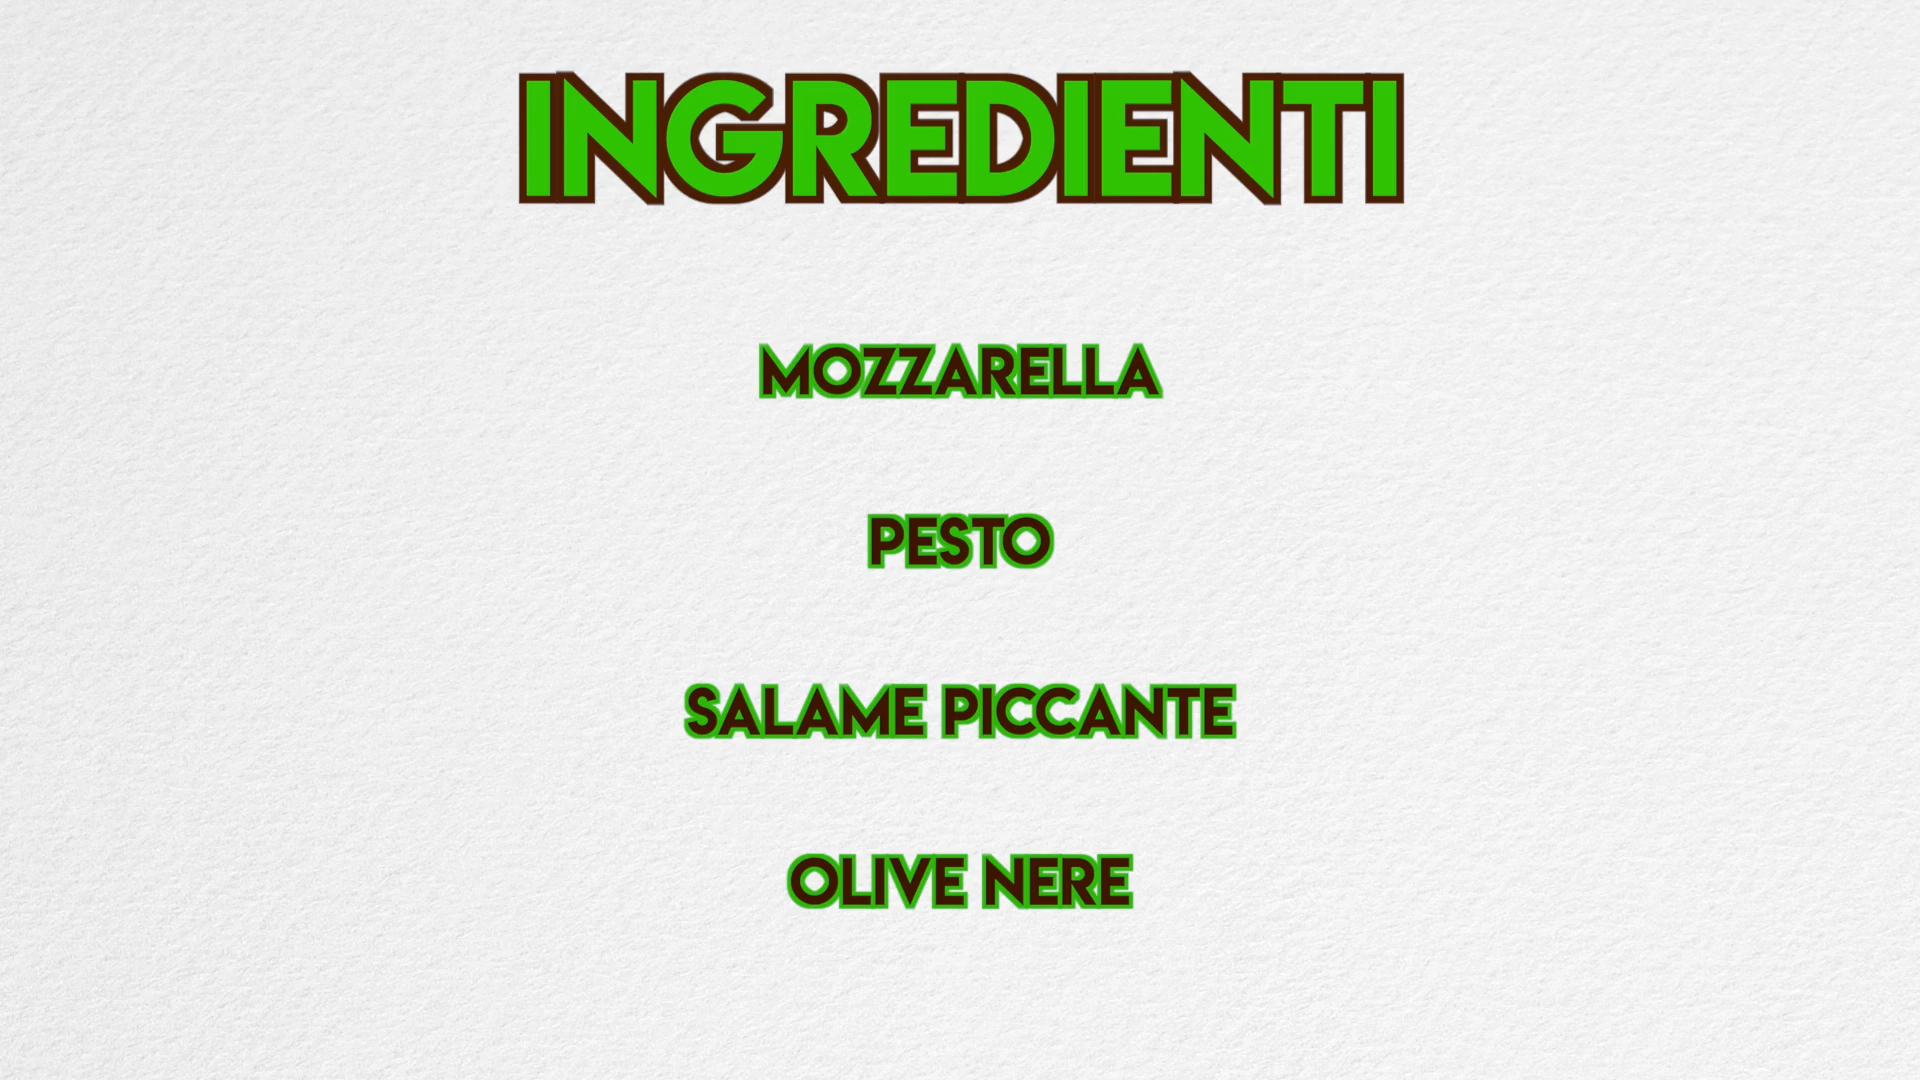 INGREDIENTI
MOZZARELLA
PESTO
SALAME PICCANTE
OLIVE NERE